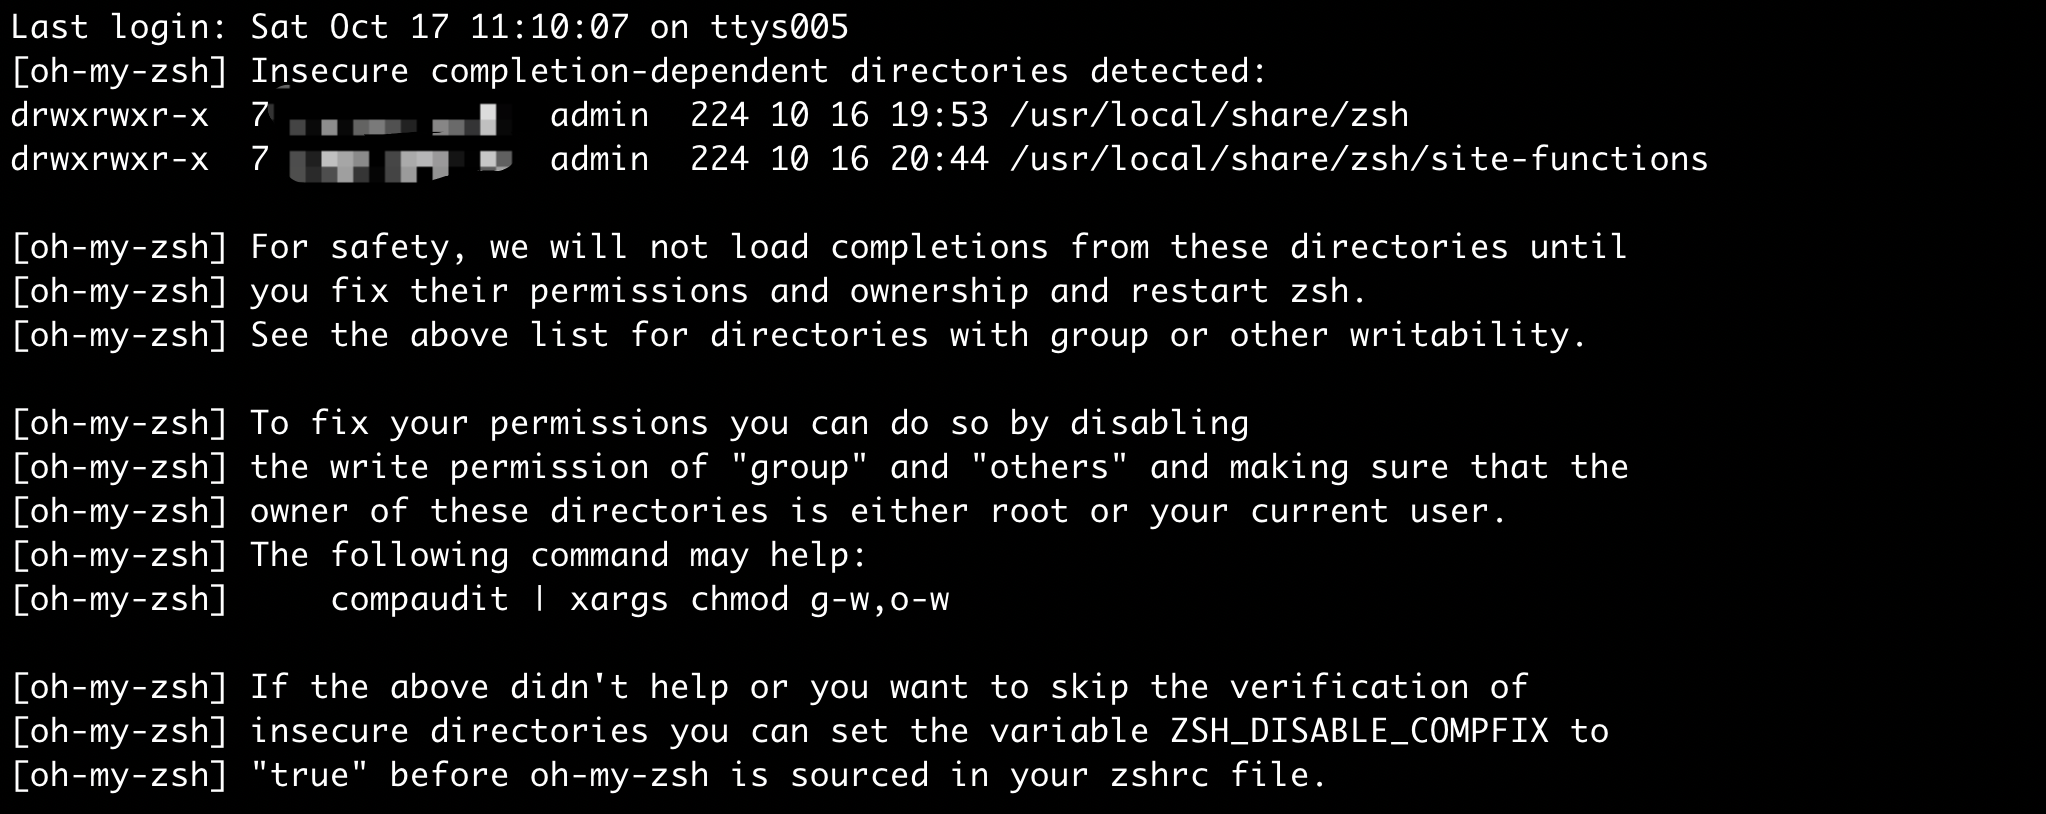 Last login: Sat Oct 17 11:10:07 on ttys005
[oh-my-zsh] Insecure completion-dependent directories detected:
drwxrwxr-x  7              admin  224 10 16 19:53 /usr/local/share/zsh
drwxrwxr-x  7              admin  224 10 16 20:44 /usr/local/share/zsh/site-functions
[oh-my-zsh] For safety, we will not load completions from these directories until
[oh-my-zsh] you fix their permissions and ownership and restart zsh.
[oh-my-zsh] See the above list for directories with group or other writability.
[oh-my-zsh] To fix your permissions you can do so by disabling
[oh-my-zsh] the write permission of "group" and "others" and making sure that the
[oh-my-zsh] owner of these directories is either root or your current user.
[oh-my-zsh] The following command may help:
[oh-my-zsh]     compaudit | xargs chmod g-w,o-w
[oh-my-zsh] If the above didn't help or you want to skip the verification of
[oh-my-zsh] insecure directories you can set the variable ZSH_DISABLE_COMPFIX to
[oh-my-zsh] "true" before oh-my-zsh is sourced in your zshrc file.